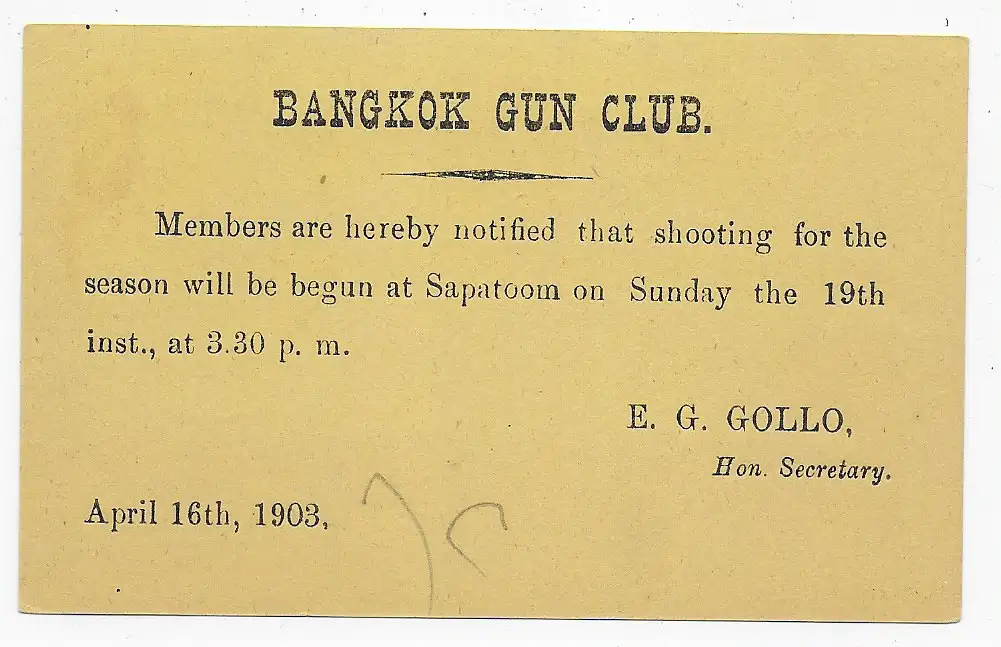 BANGKOK GUN CLUB.
Members are hereby notified that shooting for the
season will be begun at Sapatoom on Sunday the 19th
inst., at 3.30 p. m.
E. G. GOLLO,
Hon. Secretary.
April 16th, 1903,